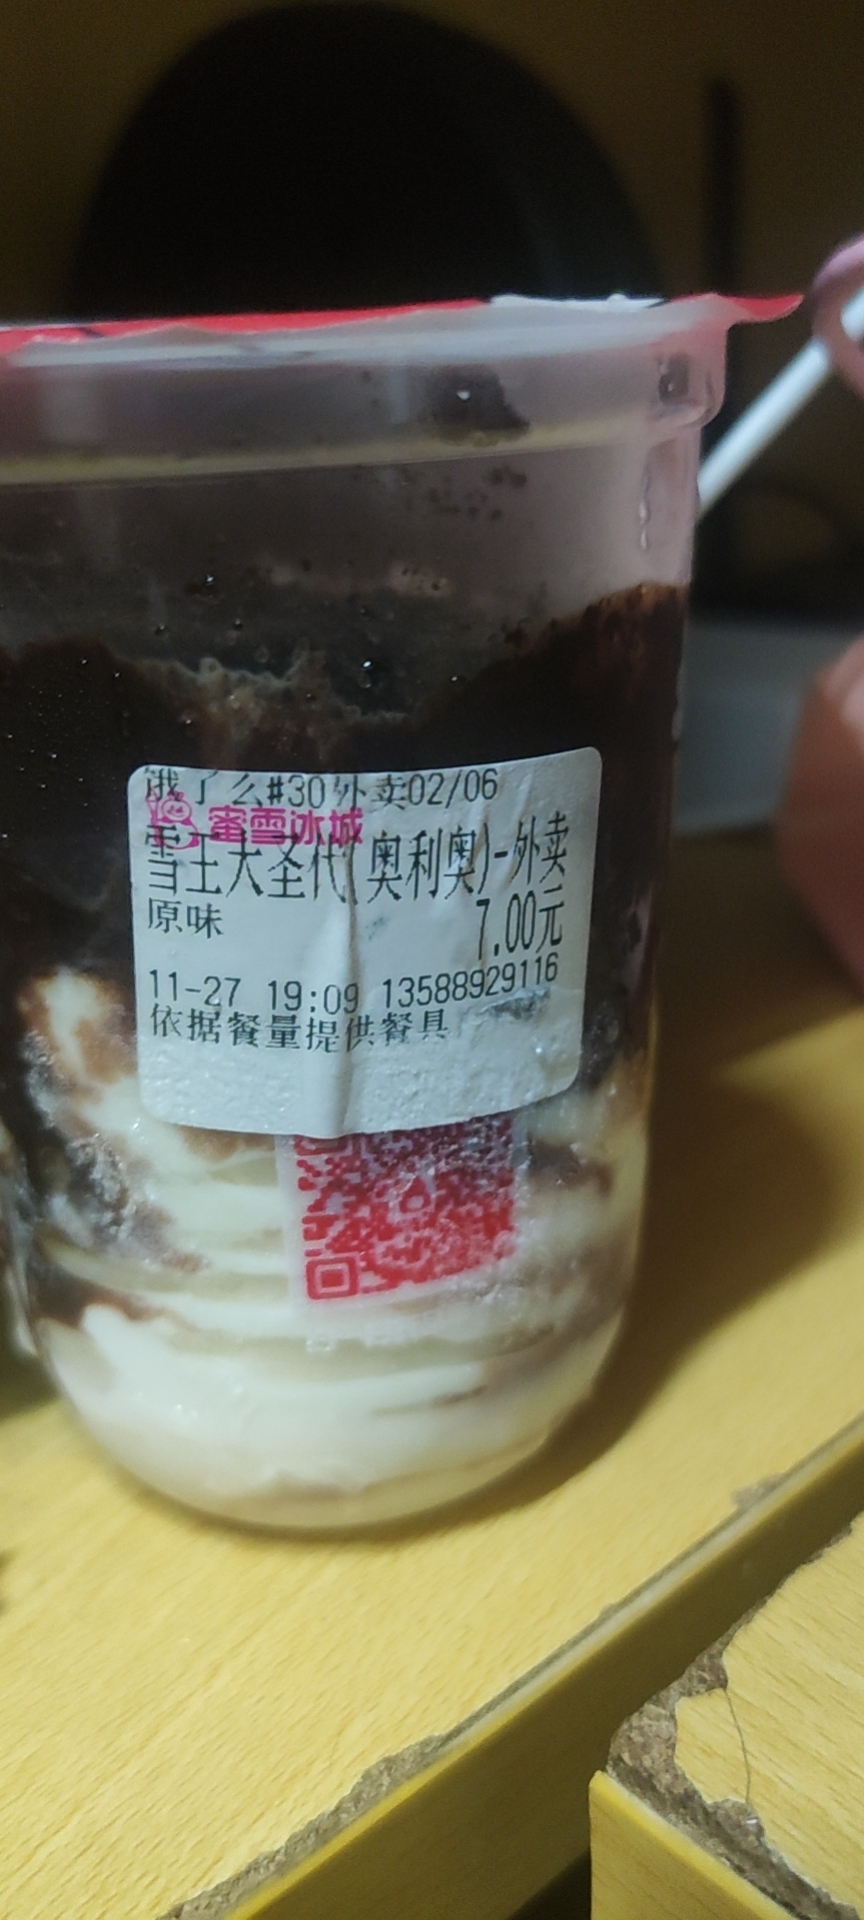 饿了么#30外卖02/06
蜜雪冰城
雪王大圣代(奥利奥)-外卖
原味
7.00元
11-27 19:09 13588929116
依据餐量提供餐具